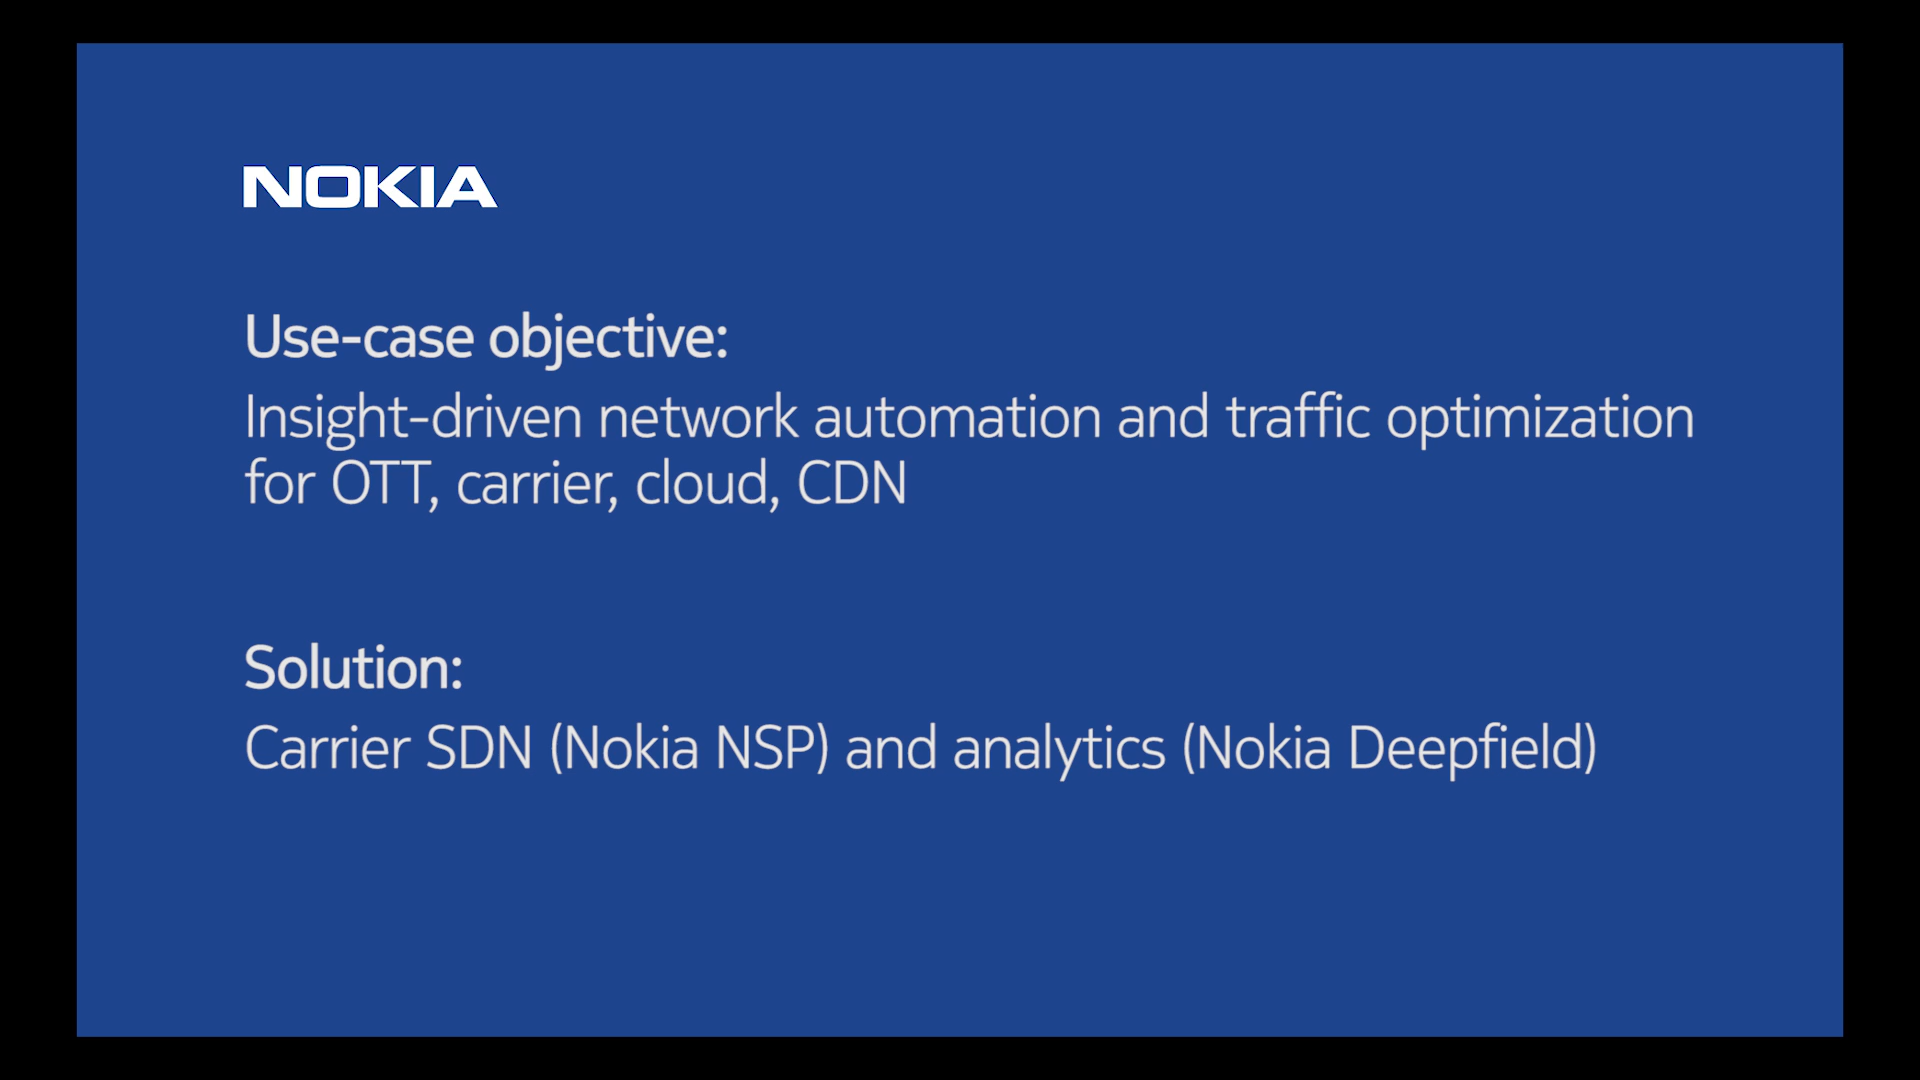 NOKIA
Use-case objective:
Insight-driven network automation and traffic optimization
for OTT, carrier, cloud, CDN
Solution:
Carrier SDN (Nokia NSP) and analytics (Nokia Deepfield)